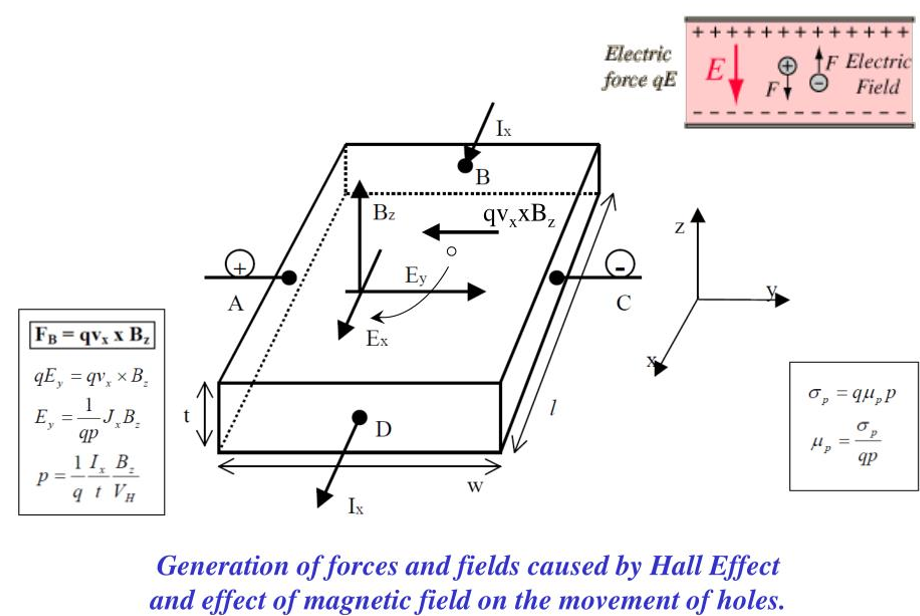 Electric
force qE
+ + + + + + + + + + + + +
E
+
F
F
−
Electric
Field
− − − − − − − − − − − − −
Ix
B
Bz
qvxxBz
+
A
Ey
Ex
-
C
z
y
x
FB = qvx x Bz
qEy = qvx × Bz
Ey = 1/qp JxBz
p = 1/q Ix/t Bz/VH
t
D
l
w
Ix
σp = qμpp
μp = σp/qp
Generation of forces and fields caused by Hall Effect
and effect of magnetic field on the movement of holes.